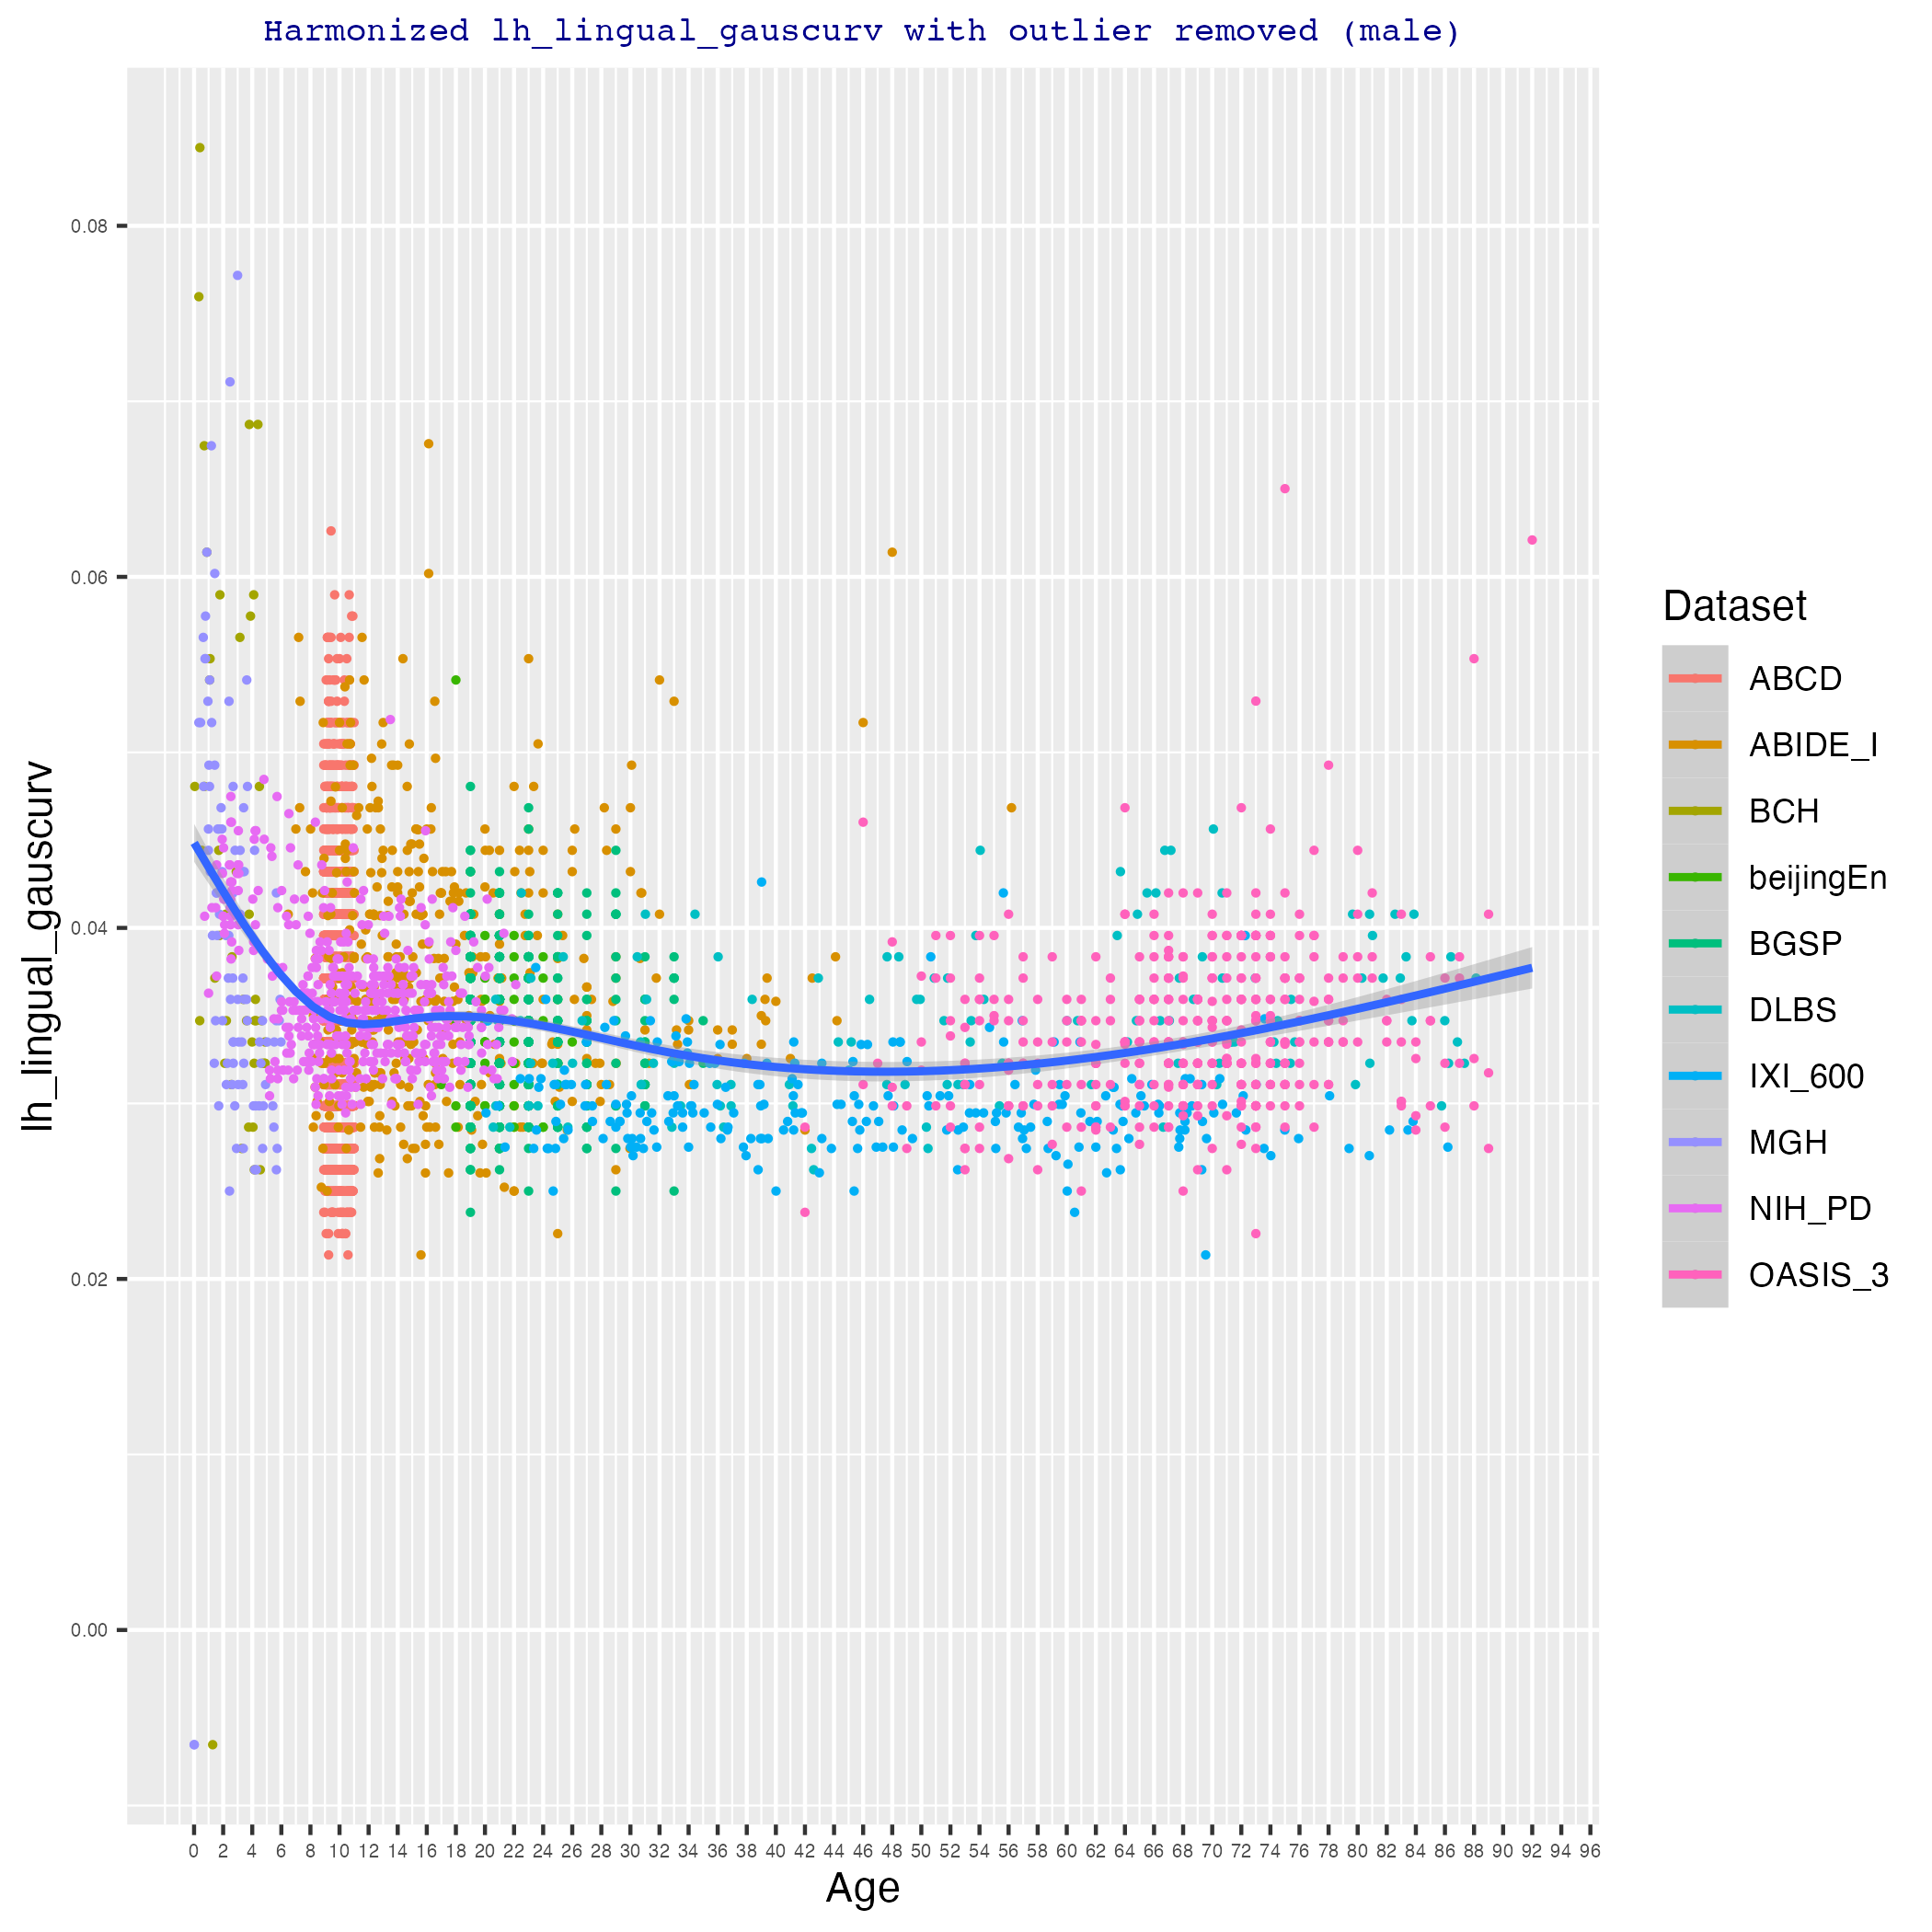 Harmonized lh_lingual_gauscurv with outlier removed (male)
lh_lingual_gauscurv
0.08
0.06
0.04
0.02
0.00
0 2 4 6 8 10 12 14 16 18 20 22 24 26 28 30 32 34 36 38 40 42 44 46 48 50 52 54 56 58 60 62 64 66 68 70 72 74 76 78 80 82 84 86 88 90 92 94 96
Age
Dataset
ABCD
ABIDE_I
BCH
beijingEn
BGSP
DLBS
IXI_600
MGH
NIH_PD
OASIS_3